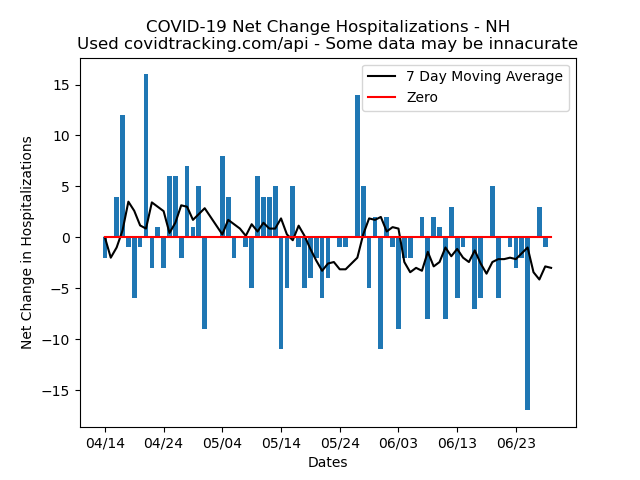 COVID-19 Net Change Hospitalizations - NH
Used covidtracking.com/api - Some data may be innacurate
7 Day Moving Average
Zero
Net Change in Hospitalizations
15
10
5
0
−5
−10
−15
04/14 04/24 05/04 05/14 05/24 06/03 06/13 06/23
Dates